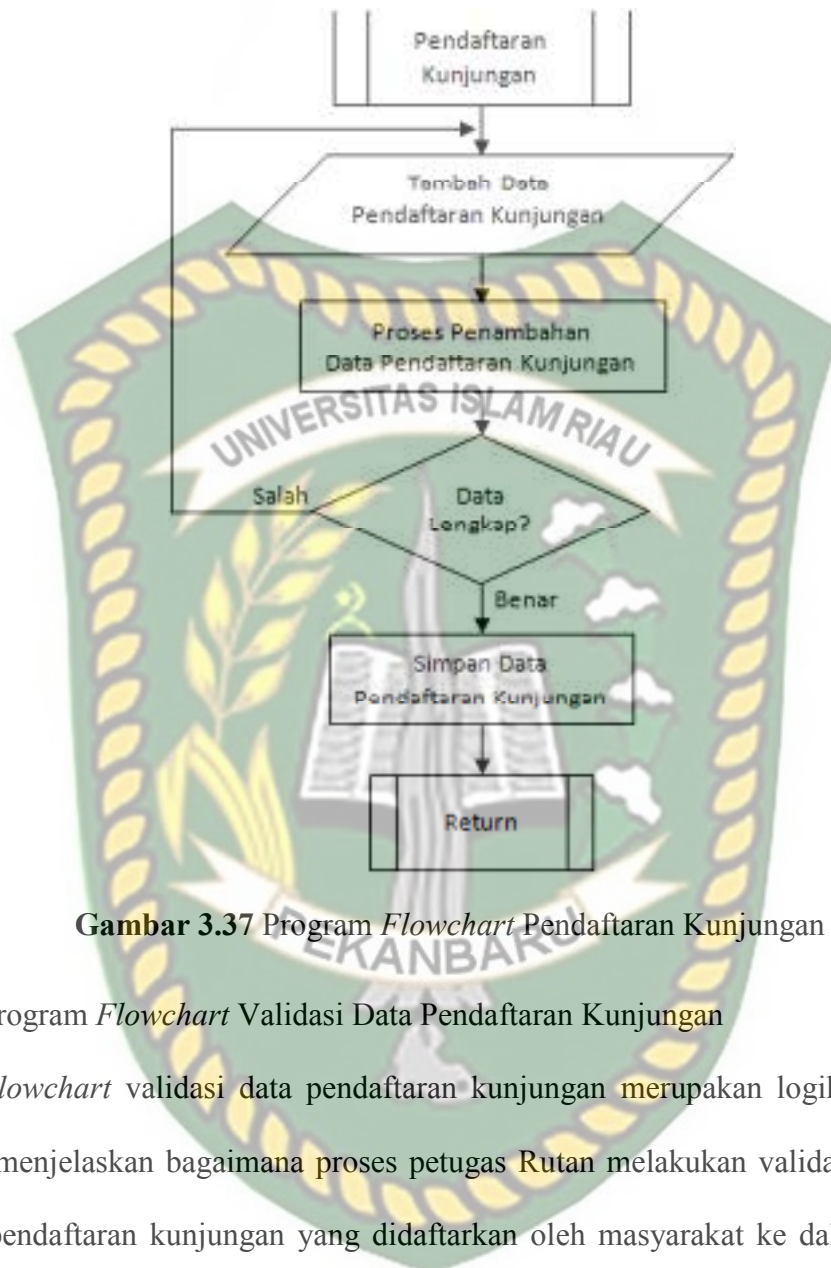 Pendaftaran
Kunjungan
Tambah Data
Pendaftaran Kunjungan
Proses Penambahan
Data Pendaftaran Kunjungan
UNIVERSITAS ISLAM RIAU
Salah
Data
Lengkap?
Benar
Simpan Data
Pendaftaran Kunjungan
Return
Gambar 3.37 Program Flowchart Pendaftaran Kunjungan
PEKANBARU
rogram Flowchart Validasi Data Pendaftaran Kunjungan
lowchart validasi data pendaftaran kunjungan merupakan logik
menjelaskan bagaimana proses petugas Rutan melakukan valida
pendaftaran kunjungan yang didaftarkan oleh masyarakat ke dal